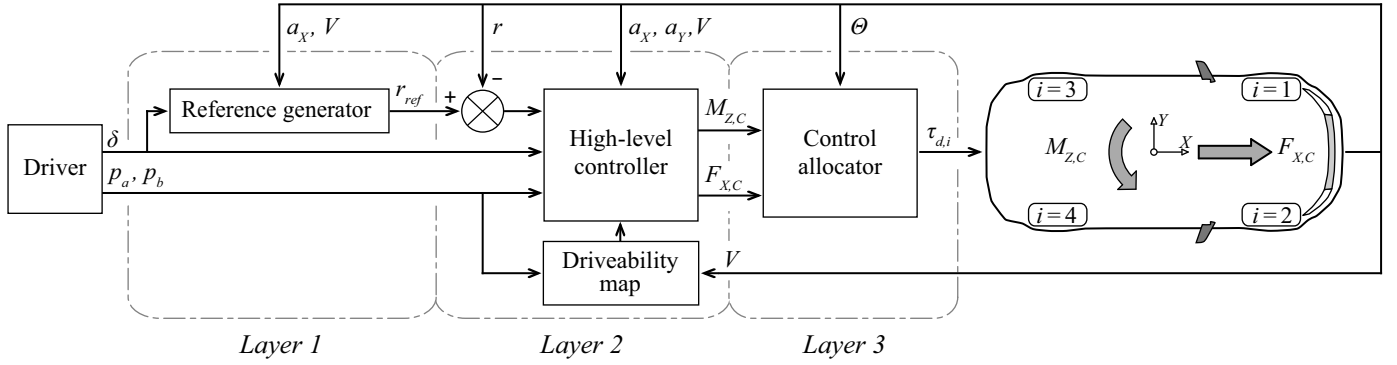 a_X, V
r
a_X, a_Y, V
Θ
Reference generator
r_ref
+
−
Driver
δ
p_a, p_b
High-level
controller
M_Z,C
F_X,C
Control
allocator
τ_d,i
i = 3
i = 1
M_Z,C
Y
X
F_X,C
i = 4
i = 2
Driveability
map
V
Layer 1
Layer 2
Layer 3